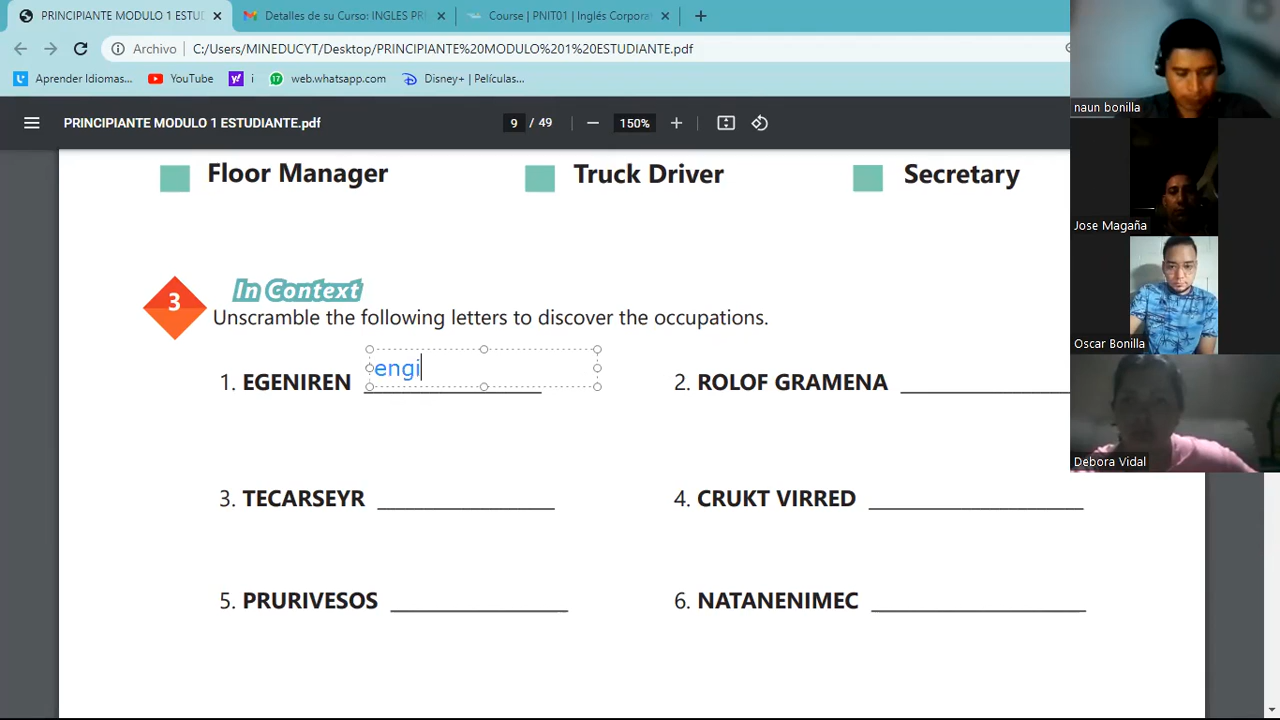 PRINCIPIANTE MODULO 1 ESTUD
Detalles de su Curso: INGLES PRI
Course | PNIT01 | Inglés Corporat
Archivo C:/Users/MINEDUCYT/Desktop/PRINCIPIANTE%20MODULO%201%20ESTUDIANTE.pdf
Aprender Idiomas... YouTube i web.whatsapp.com Disney+ | Películas...
PRINCIPIANTE MODULO 1 ESTUDIANTE.pdf 9 / 49 150%
Floor Manager Truck Driver Secretary
3 In Context
Unscramble the following letters to discover the occupations.
1. EGENIREN engi
2. ROLOF GRAMENA
3. TECARSEYR
4. CRUKT VIRRED
5. PRURIVESOS
6. NATANENIMEC
naun bonilla
Jose Magaña
Oscar Bonilla
Debora Vidal